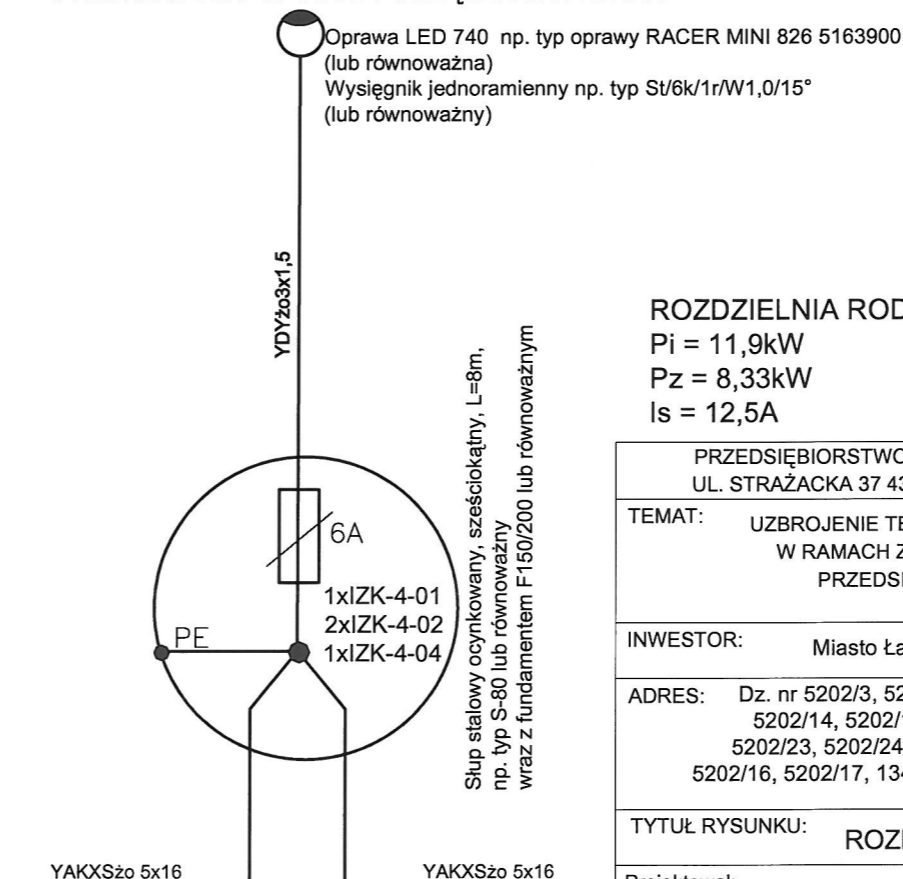 Oprawa LED 740 np. typ oprawy RACER MINI 826 5163900
(lub równoważna)
Wysięgnik jednoramienny np. typ St/6k/1r/W1,0/15°
(lub równoważny)
YDYżo3x1,5
Słup stalowy ocynkowany, sześciokątny, L=8m,
np. typ S-80 lub równoważny
wraz z fundamentem F150/200 lub równoważnym
6A
1xIZK-4-01
2xIZK-4-02
1xIZK-4-04
PE
YAKXSżo 5x16
YAKXSżo 5x16
ROZDZIELNIA ROD
Pi = 11,9kW
Pz = 8,33kW
Is = 12,5A
PRZEDSIĘBIORSTWO
UL. STRAŻACKA 37 43
TEMAT:
UZBROJENIE TE
W RAMACH Z
PRZEDSI
INWESTOR:
Miasto Ła
ADRES:
Dz. nr 5202/3, 52
5202/14, 5202/
5202/23, 5202/24
5202/16, 5202/17, 134
TYTUŁ RYSUNKU:
ROZ